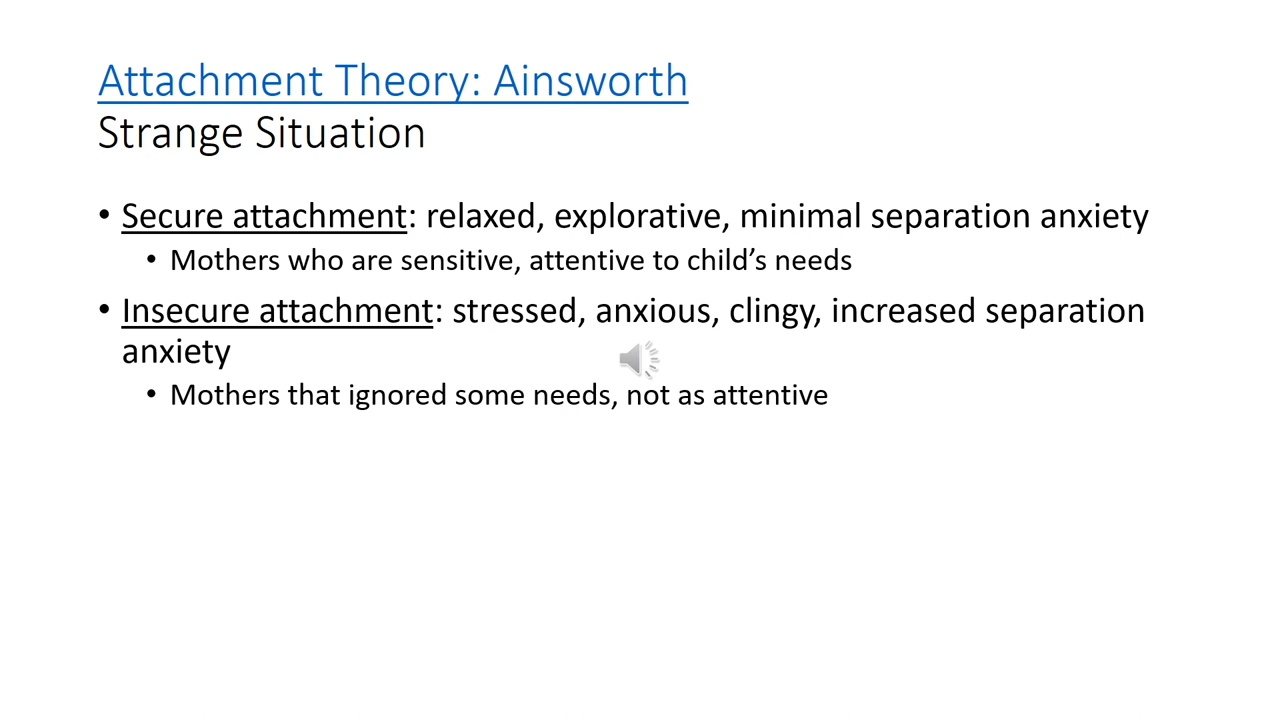 Attachment Theory: Ainsworth
Strange Situation
• Secure attachment: relaxed, explorative, minimal separation anxiety
• Mothers who are sensitive, attentive to child’s needs
• Insecure attachment: stressed, anxious, clingy, increased separation
anxiety
• Mothers that ignored some needs, not as attentive